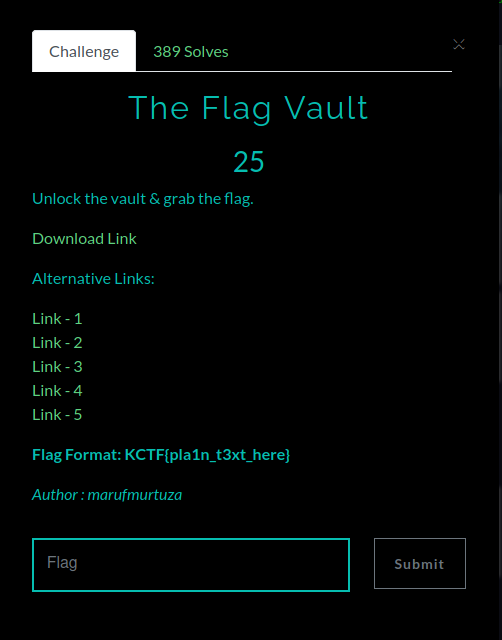 Challenge
389 Solves
The Flag Vault
25
Unlock the vault & grab the flag.
Download Link
Alternative Links:
Link - 1
Link - 2
Link - 3
Link - 4
Link - 5
Flag Format: KCTF{pla1n_t3xt_here}
Author : marufmurtuza
Flag
Submit